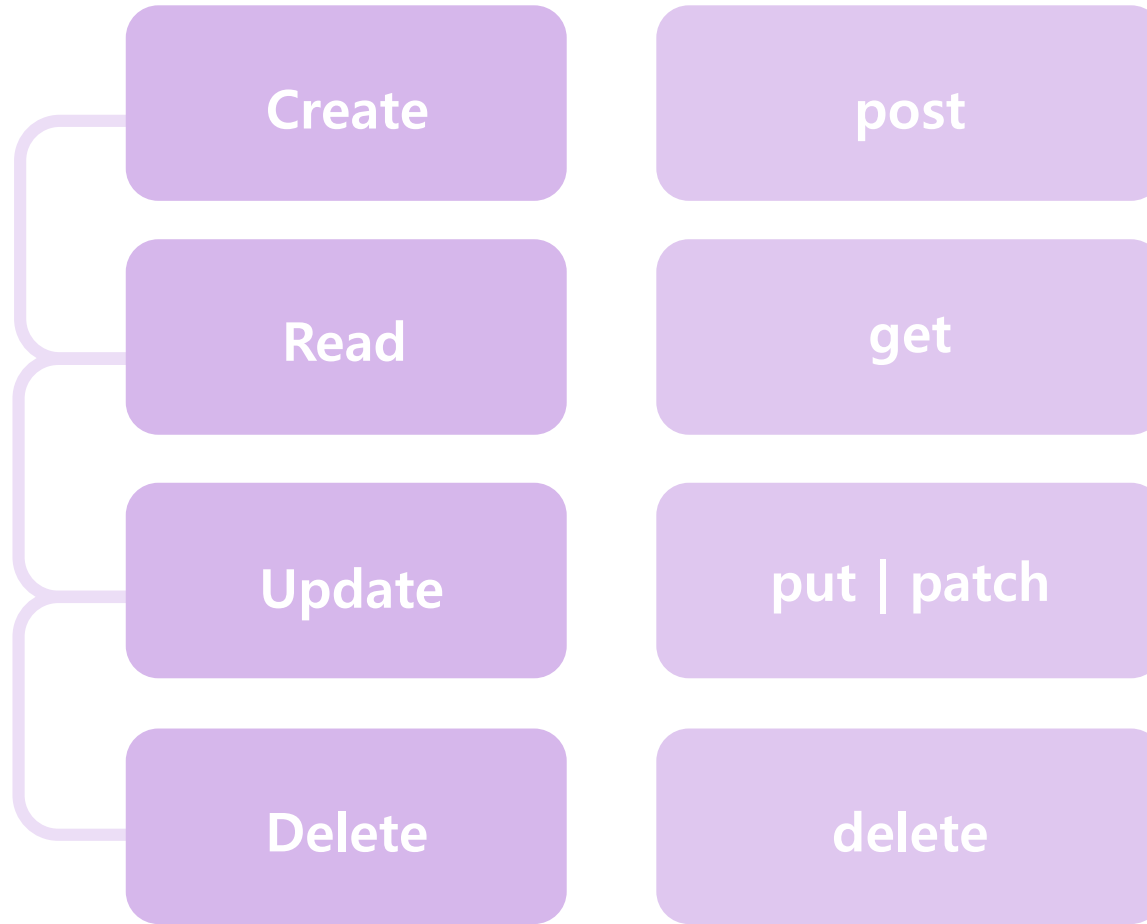 Create
post
Read
get
Update
put | patch
Delete
delete